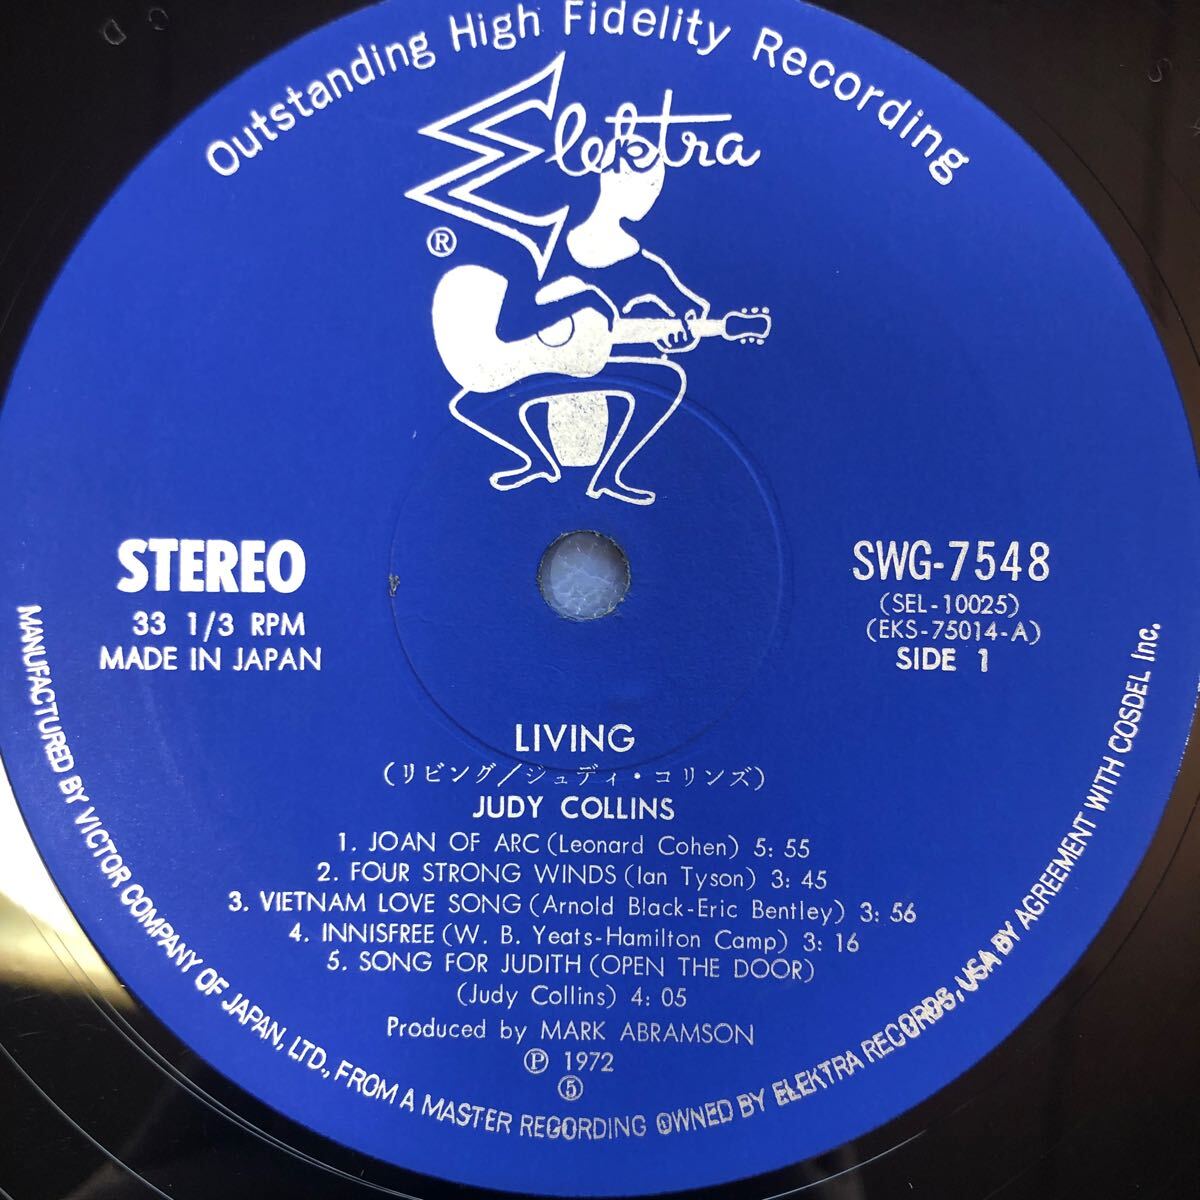 Outstanding High Fidelity Recording
Elektra
®
STEREO
33 1/3 RPM
MADE IN JAPAN
SWG-7548
(SEL-10025)
(EKS-75014-A)
SIDE 1
LIVING
(リビング/ジュディ・コリンズ)
JUDY COLLINS
1. JOAN OF ARC (Leonard Cohen) 5: 55
2. FOUR STRONG WINDS (Ian Tyson) 3: 45
3. VIETNAM LOVE SONG (Arnold Black-Eric Bentley) 3: 56
4. INNISFREE (W. B. Yeats-Hamilton Camp) 3: 16
5. SONG FOR JUDITH (OPEN THE DOOR)
(Judy Collins) 4: 05
Produced by MARK ABRAMSON
Ⓟ 1972
⑤
MANUFACTURED BY VICTOR COMPANY OF JAPAN, LTD., FROM A MASTER RECORDING OWNED BY ELEKTRA RECORDS, USA BY AGREEMENT WITH COSDEL Inc.